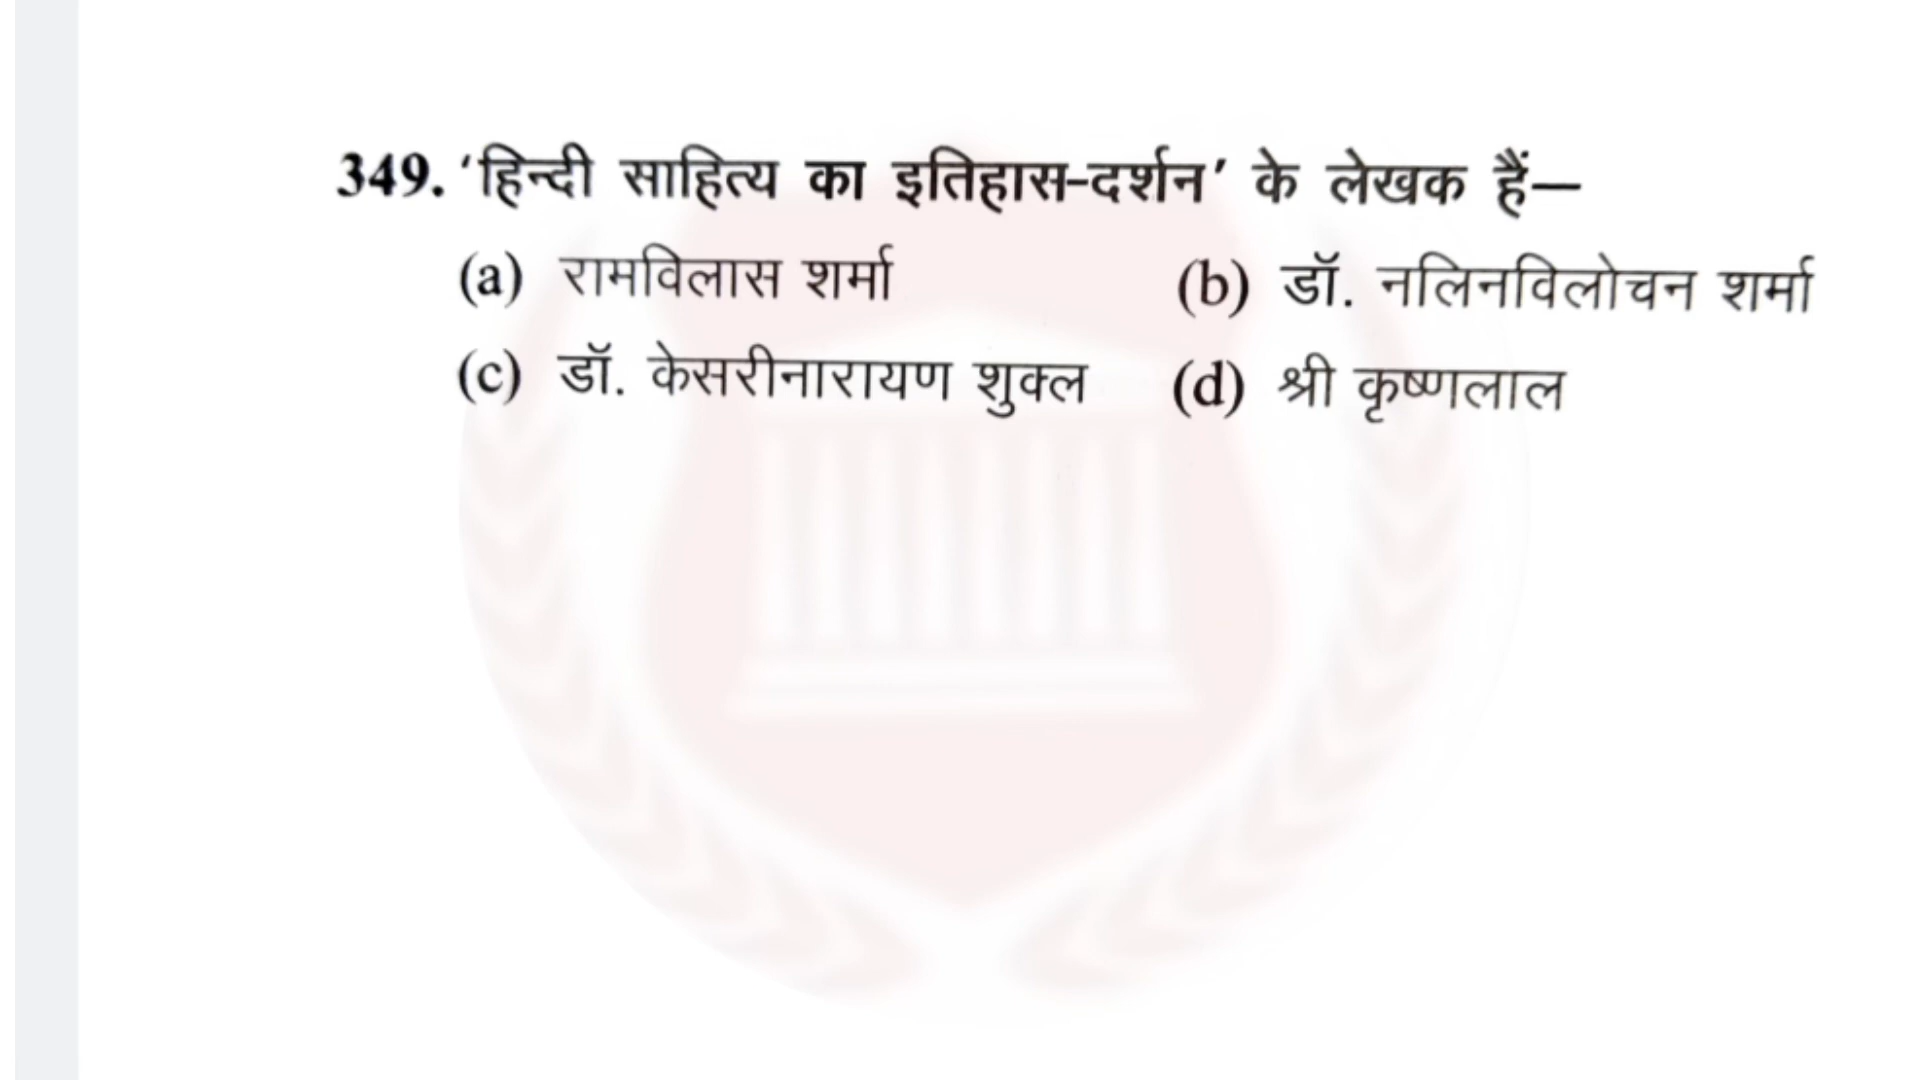 349. ‘हिन्दी साहित्य का इतिहास-दर्शन’ के लेखक हैं—
(a) रामविलास शर्मा (b) डॉ. नलिनविलोचन शर्मा
(c) डॉ. केसरीनारायण शुक्ल (d) श्री कृष्णलाल